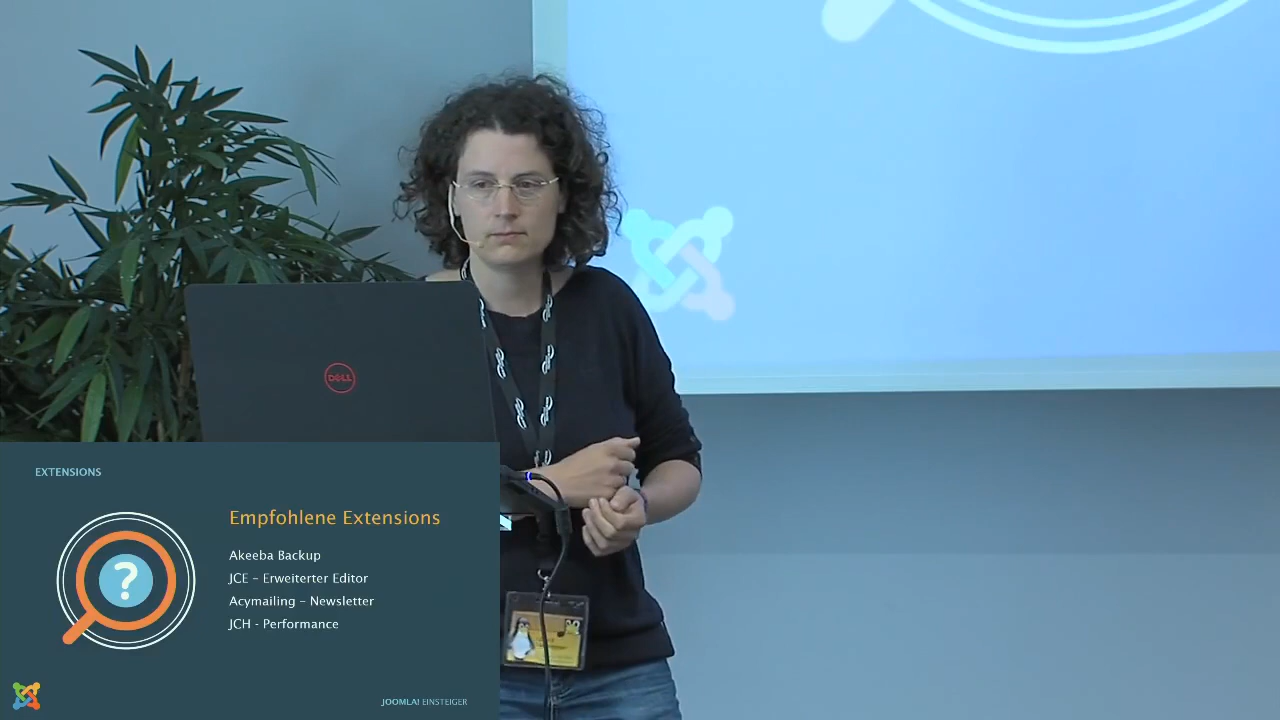 DELL
EXTENSIONS
Empfohlene Extensions
Akeeba Backup
JCE – Erweiterter Editor
Acymailing – Newsletter
JCH - Performance
JOOMLA! EINSTEIGER